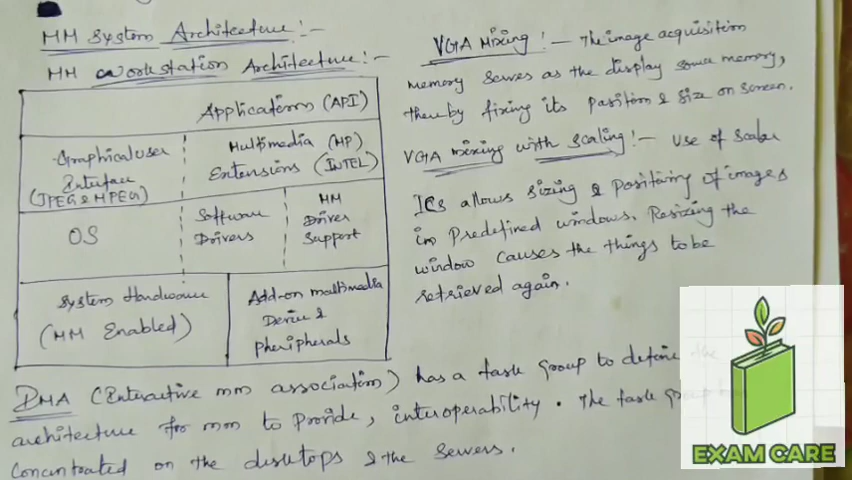 MM System Architecture :-
MM Workstation Architecture :-
Applications (API)
Graphical user
Interface
(JPEG & MPEG)
Multimedia (MP)
Extensions (INTEL)
OS
Software
Drivers
MM
Driver
Support
System Hardware
(MM Enabled)
Add-on multimedia
Device &
Pheripherals
VGA Mixing :- The image acquisition
memory serves as the display source memory,
thereby fixing its Position & Size on screen.
VGA mixing with scaling :- Use of scalar
ICs allows sizing & positioning of images
in Predefined windows. Resizing the
window causes the things to be
retrieved again.
IMA (Interactive mm association) has a task group to define the
architecture for mm to Provide, interoperability. The task group
Concentrated on the desktops & the Servers.
EXAM CARE